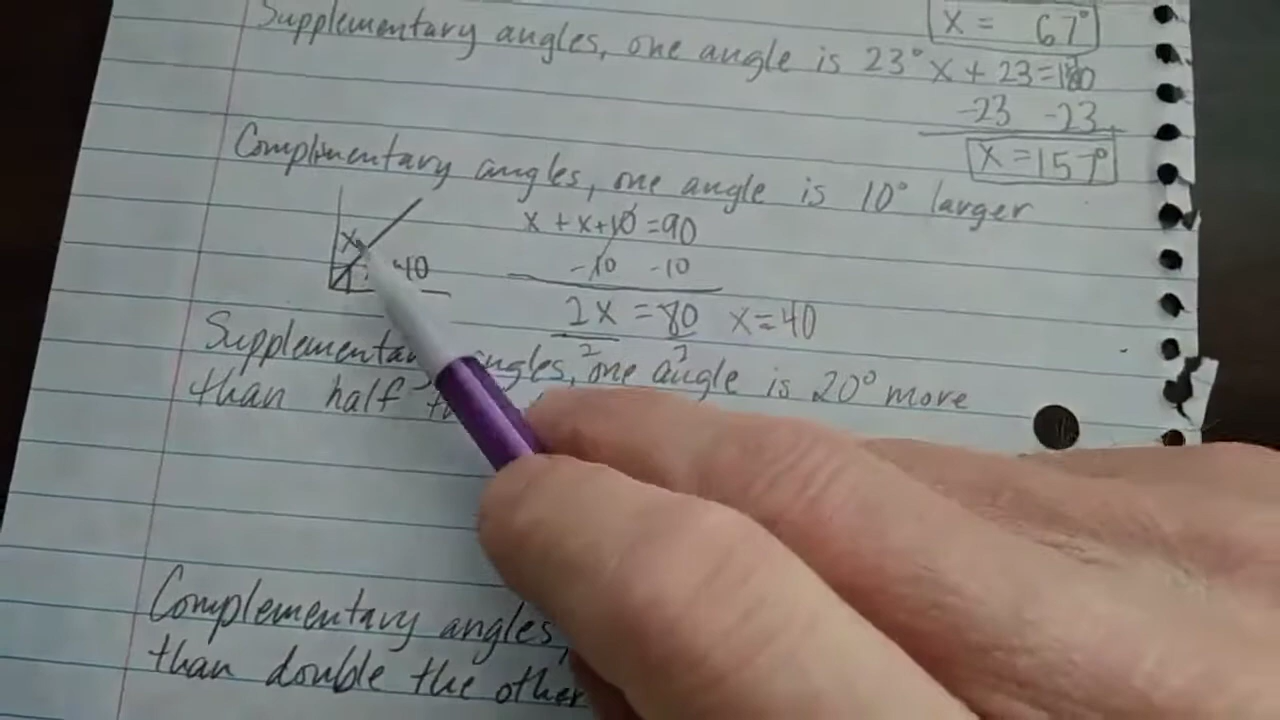 x = 67°
Supplementary angles, one angle is 23° x + 23 = 180
-23 -23
x = 157°
Complimentary angles, one angle is 10° larger
x + x + 10 = 90
x
-10 -10
2x = 80 x = 40
2 2
Supplementary angles, one angle is 20° more
than half
Complementary angles,
than double the other